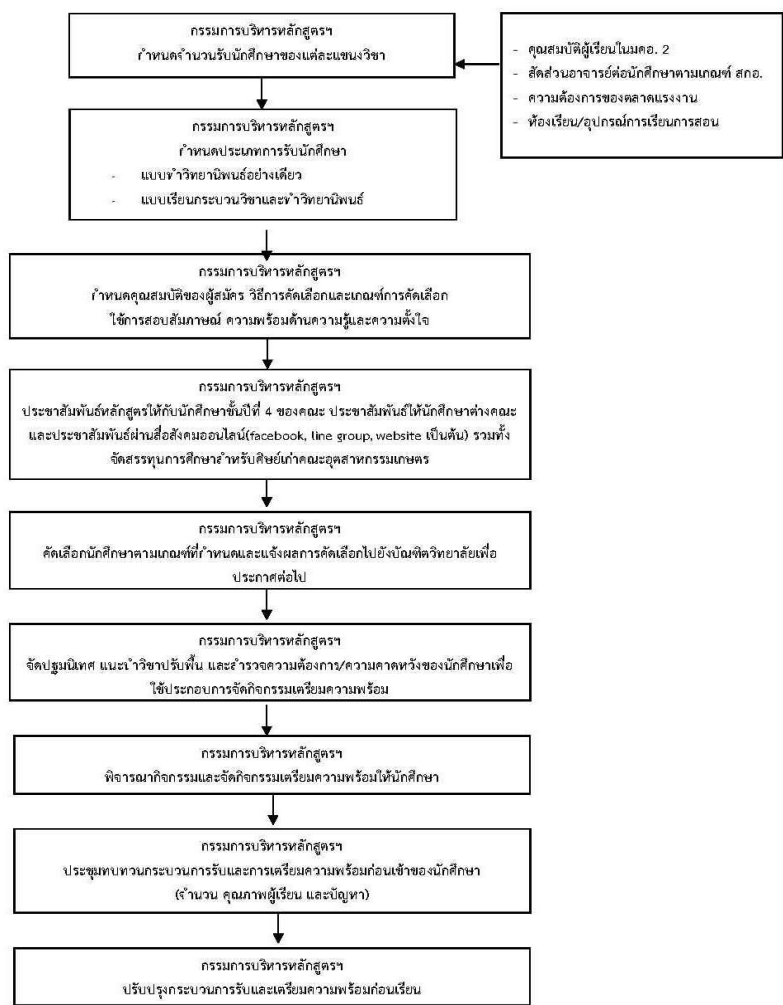 กรรมการบริหารหลักสูตรฯ
กำหนดจำนวนรับนักศึกษาของแต่ละแขนงวิชา
- คุณสมบัติผู้เรียนในมคอ. 2
- สัดส่วนอาจารย์ต่อนักศึกษาตามเกณฑ์ สกอ.
- ความต้องการของตลาดแรงงาน
- ห้องเรียน/อุปกรณ์การเรียนการสอน
กรรมการบริหารหลักสูตรฯ
กำหนดประเภทการรับนักศึกษา
- แบบทำวิทยานิพนธ์อย่างเดียว
- แบบเรียนกระบวนวิชาและทำวิทยานิพนธ์
กรรมการบริหารหลักสูตรฯ
กำหนดคุณสมบัติของผู้สมัคร วิธีการคัดเลือกและเกณฑ์การคัดเลือก
ใช้การสอบสัมภาษณ์ ความพร้อมด้านความรู้และความตั้งใจ
กรรมการบริหารหลักสูตรฯ
ประชาสัมพันธ์หลักสูตรให้กับนักศึกษาชั้นปีที่ 4 ของคณะ ประชาสัมพันธ์ให้นักศึกษาต่างคณะ
และประชาสัมพันธ์ผ่านสื่อสังคมออนไลน์(facebook, line group, website เป็นต้น) รวมทั้ง
จัดสรรทุนการศึกษาสำหรับศิษย์เก่าคณะอุตสาหกรรมเกษตร
กรรมการบริหารหลักสูตรฯ
คัดเลือกนักศึกษาตามเกณฑ์ที่กำหนดและแจ้งผลการคัดเลือกไปยังบัณฑิตวิทยาลัยเพื่อ
ประกาศต่อไป
กรรมการบริหารหลักสูตรฯ
จัดปฐมนิเทศ แนะนำวิชาปรับพื้น และสำรวจความต้องการ/ความคาดหวังของนักศึกษาเพื่อ
ใช้ประกอบการจัดกิจกรรมเตรียมความพร้อม
กรรมการบริหารหลักสูตรฯ
พิจารณากิจกรรมและจัดกิจกรรมเตรียมความพร้อมให้นักศึกษา
กรรมการบริหารหลักสูตรฯ
ประชุมทบทวนกระบวนการรับและการเตรียมความพร้อมก่อนเข้าของนักศึกษา
(จำนวน คุณภาพผู้เรียน และปัญหา)
กรรมการบริหารหลักสูตรฯ
ปรับปรุงกระบวนการรับและเตรียมความพร้อมก่อนเรียน